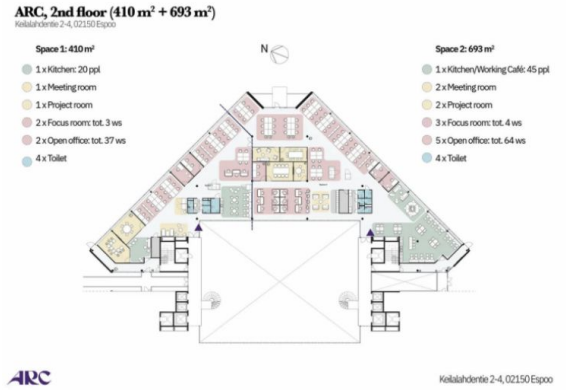 ARC, 2nd floor (410 m² + 693 m²)
Keilalahdentie 2-4, 02150 Espoo
Space 1: 410 m²
1 x Kitchen: 20 ppl
1 x Meeting room
1 x Project room
2 x Focus room: tot. 3 ws
2 x Open office: tot. 37 ws
4 x Toilet
N
Space 2: 693 m²
1 x Kitchen/Working Café: 45 ppl
2 x Meeting room
2 x Project room
3 x Focus room: tot. 4 ws
5 x Open office: tot. 64 ws
4 x Toilet
ARC
Keilalahdentie 2-4, 02150 Espoo